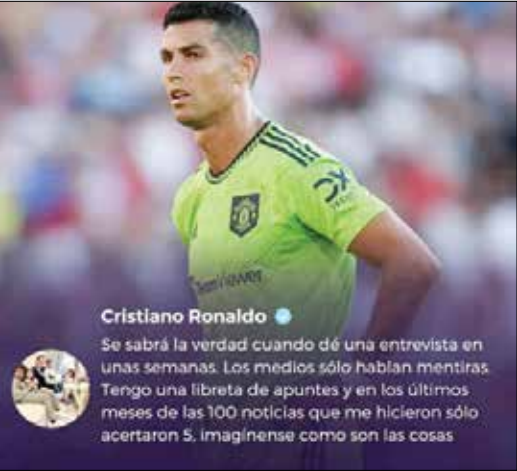 TeamViewer
Cristiano Ronaldo
Se sabrá la verdad cuando dé una entrevista en
unas semanas. Los medios sólo hablan mentiras.
Tengo una libreta de apuntes y en los últimos
meses de las 100 noticias que me hicieron sólo
acertaron 5, imagínense como son las cosas